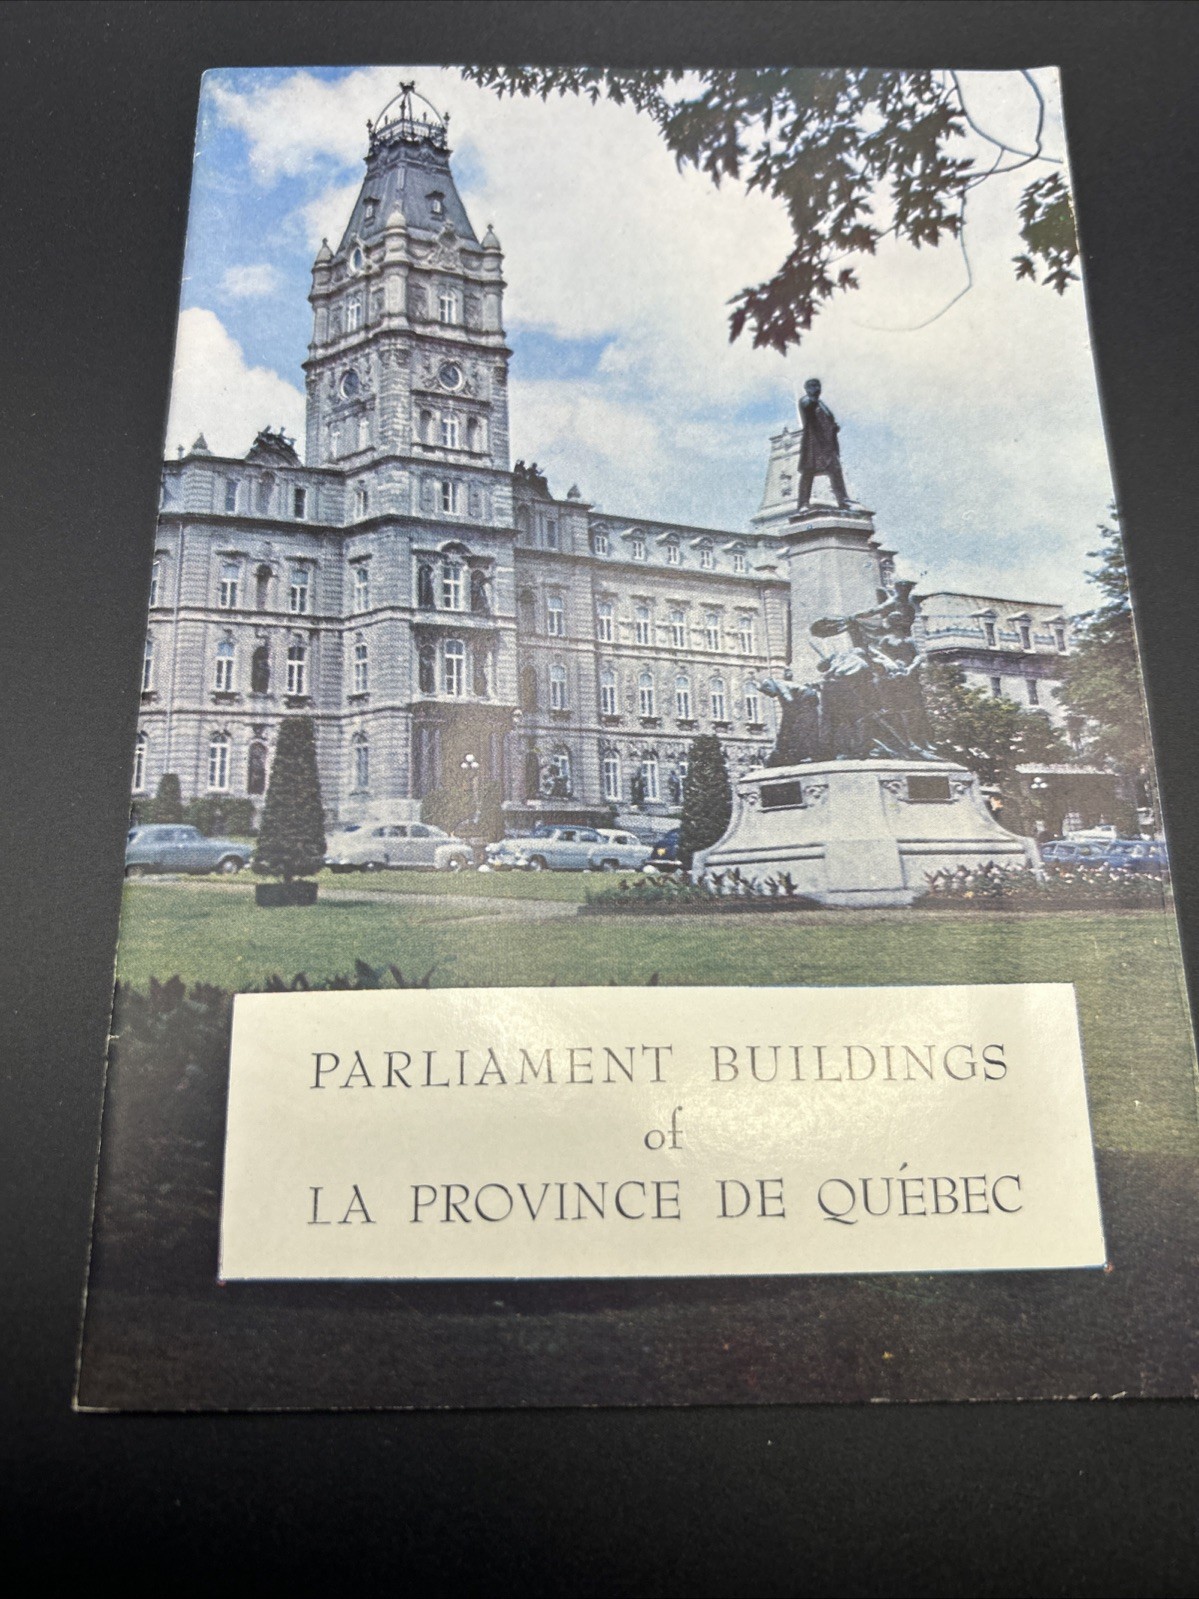 PARLIAMENT BUILDINGS
of
LA PROVINCE DE QUÉBEC